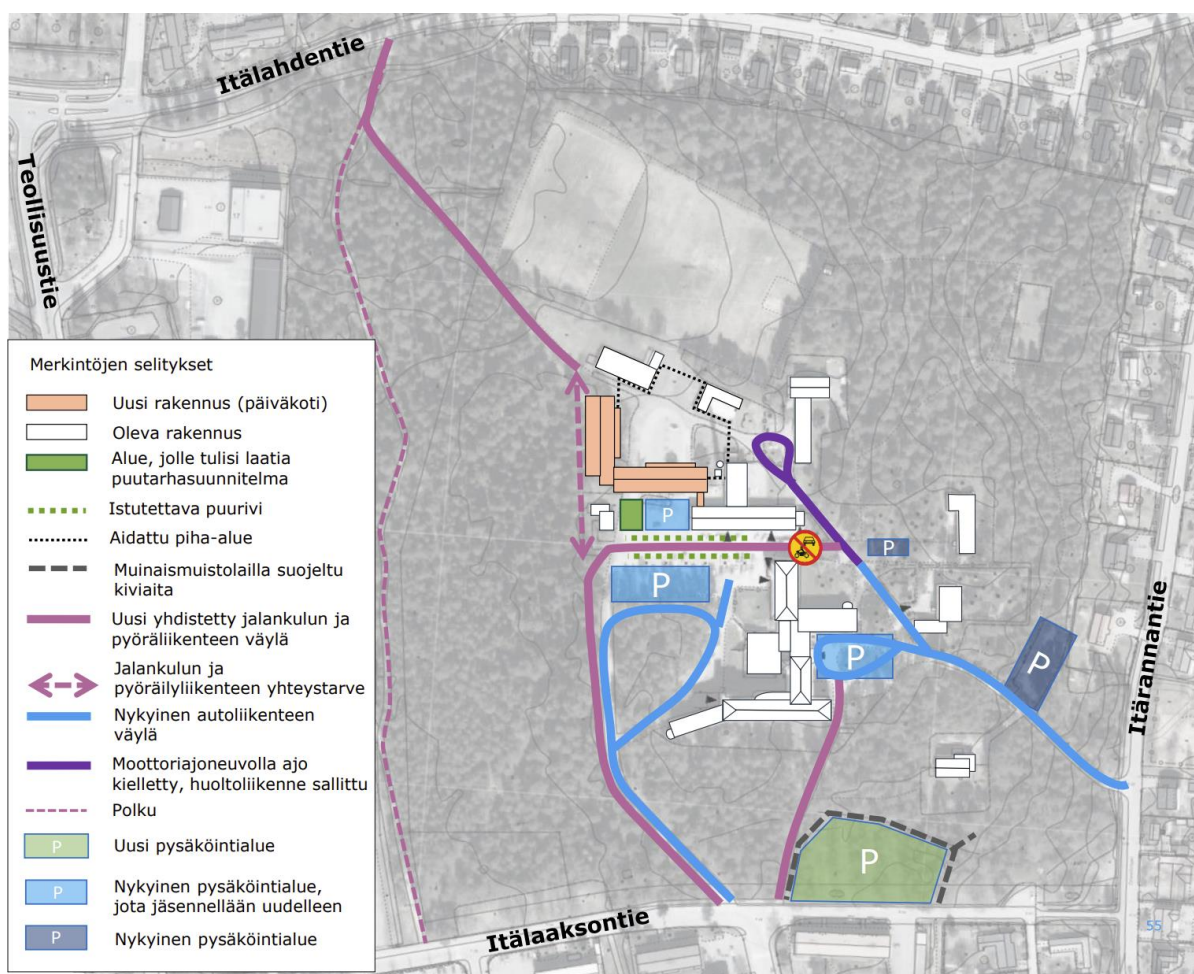 Itälahdentie
Teollisuustie
Merkintöjen selitykset
Uusi rakennus (päiväkoti)
Oleva rakennus
Alue, jolle tulisi laatia
puutarhasuunnitelma
Istutettava puurivi
Aidattu piha-alue
Muinaismuistolailla suojeltu
kiviaita
Uusi yhdistetty jalankulun ja
pyöräliikenteen väylä
Jalankulun ja
pyöräilyliikenteen yhteystarve
Nykyinen autoliikenteen
väylä
Moottoriajoneuvolla ajo
kielletty, huoltoliikenne sallittu
Polku
P
Uusi pysäköintialue
P
Nykyinen pysäköintialue,
jota jäsennellään uudelleen
P
Nykyinen pysäköintialue
P
P
P
P
P
P
Itärannantie
Itälaaksontie
55